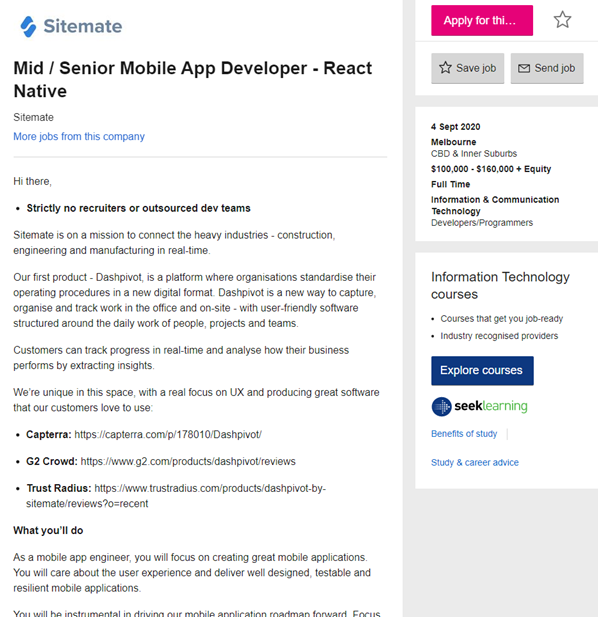 Sitemate
Mid / Senior Mobile App Developer - React
Native
Sitemate
More jobs from this company
Hi there,
• Strictly no recruiters or outsourced dev teams
Sitemate is on a mission to connect the heavy industries - construction,
engineering and manufacturing in real-time.
Our first product - Dashpivot, is a platform where organisations standardise their
operating procedures in a new digital format. Dashpivot is a new way to capture,
organise and track work in the office and on-site - with user-friendly software
structured around the daily work of people, projects and teams.
Customers can track progress in real-time and analyse how their business
performs by extracting insights.
We're unique in this space, with a real focus on UX and producing great software
that our customers love to use:
• Capterra: https://capterra.com/p/178010/Dashpivot/
• G2 Crowd: https://www.g2.com/products/dashpivot/reviews
• Trust Radius: https://www.trustradius.com/products/dashpivot-by-
sitemate/reviews?o=recent
What you'll do
As a mobile app engineer, you will focus on creating great mobile applications.
You will care about the user experience and deliver well designed, testable and
resilient mobile applications.
You will be instrumental in driving our mobile application roadmap forward. Focus
Apply for thi...
Save job
Send job
4 Sept 2020
Melbourne
CBD & Inner Suburbs
$100,000 - $160,000 + Equity
Full Time
Information & Communication
Technology
Developers/Programmers
Information Technology
courses
• Courses that get you job-ready
• Industry recognised providers
Explore courses
seeklearning
Benefits of study
Study & career advice